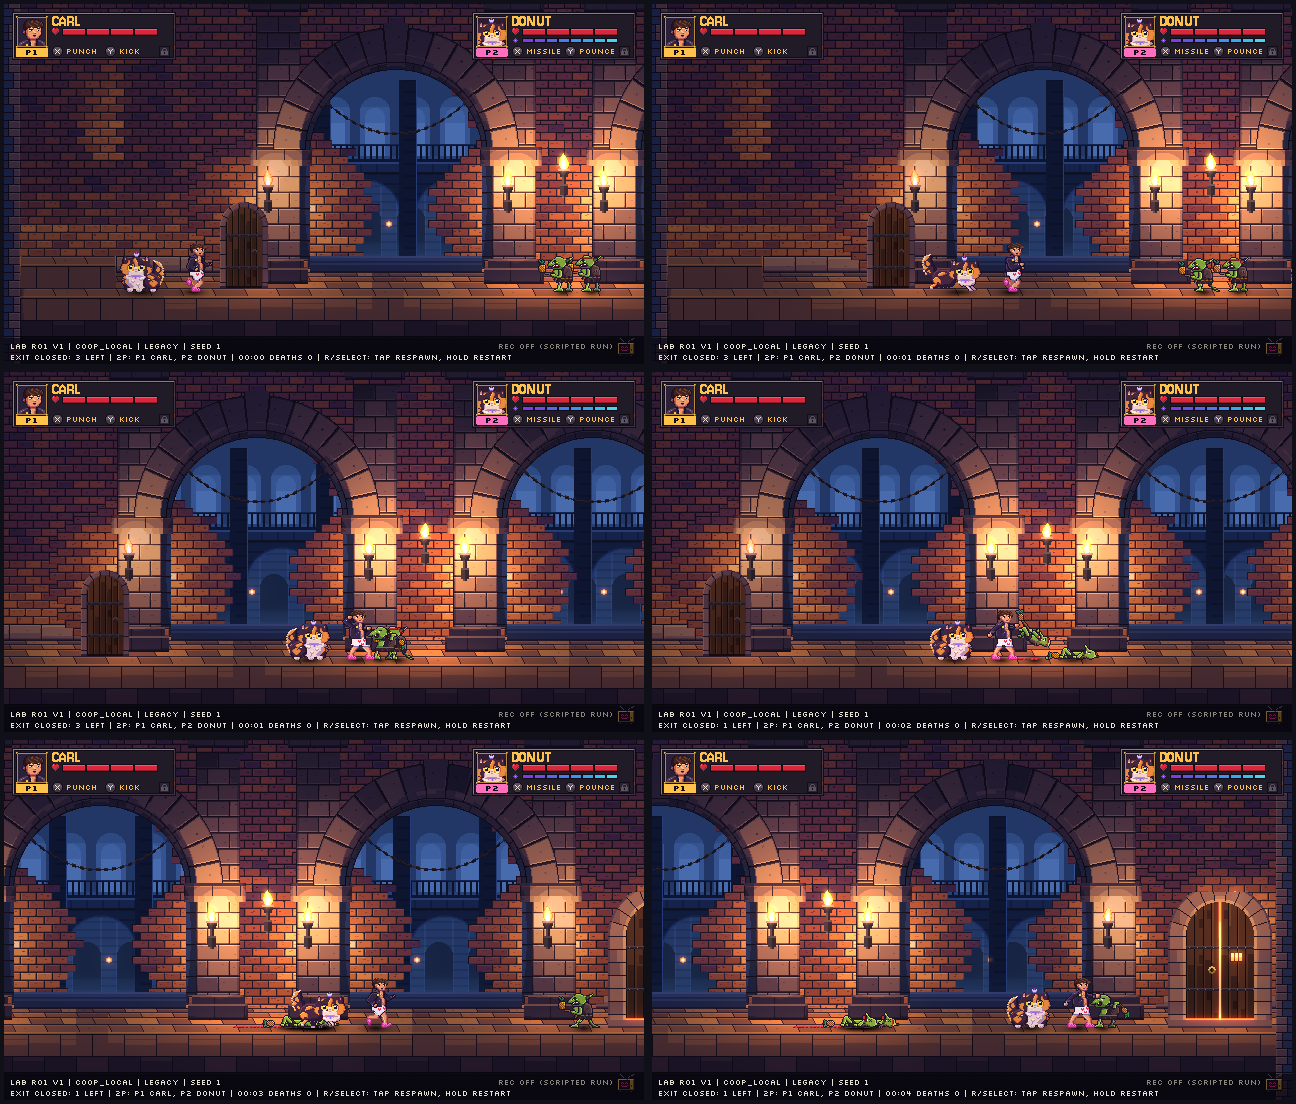 CARL
P1
X PUNCH Y KICK
DONUT
P2
X MISSILE Y POUNCE
LAB R01 V1 | COOP_LOCAL | LEGACY | SEED 1
REC OFF (SCRIPTED RUN)
EXIT CLOSED: 3 LEFT | 2P: P1 CARL, P2 DONUT | 00:00 DEATHS 0 | R/SELECT: TAP RESPAWN, HOLD RESTART
CARL
P1
X PUNCH Y KICK
DONUT
P2
X MISSILE Y POUNCE
LAB R01 V1 | COOP_LOCAL | LEGACY | SEED 1
REC OFF (SCRIPTED RUN)
EXIT CLOSED: 3 LEFT | 2P: P1 CARL, P2 DONUT | 00:01 DEATHS 0 | R/SELECT: TAP RESPAWN, HOLD RESTART
CARL
P1
X PUNCH Y KICK
DONUT
P2
X MISSILE Y POUNCE
LAB R01 V1 | COOP_LOCAL | LEGACY | SEED 1
REC OFF (SCRIPTED RUN)
EXIT CLOSED: 3 LEFT | 2P: P1 CARL, P2 DONUT | 00:01 DEATHS 0 | R/SELECT: TAP RESPAWN, HOLD RESTART
CARL
P1
X PUNCH Y KICK
DONUT
P2
X MISSILE Y POUNCE
LAB R01 V1 | COOP_LOCAL | LEGACY | SEED 1
REC OFF (SCRIPTED RUN)
EXIT CLOSED: 1 LEFT | 2P: P1 CARL, P2 DONUT | 00:02 DEATHS 0 | R/SELECT: TAP RESPAWN, HOLD RESTART
CARL
P1
X PUNCH Y KICK
DONUT
P2
X MISSILE Y POUNCE
LAB R01 V1 | COOP_LOCAL | LEGACY | SEED 1
REC OFF (SCRIPTED RUN)
EXIT CLOSED: 1 LEFT | 2P: P1 CARL, P2 DONUT | 00:03 DEATHS 0 | R/SELECT: TAP RESPAWN, HOLD RESTART
CARL
P1
X PUNCH Y KICK
DONUT
P2
X MISSILE Y POUNCE
LAB R01 V1 | COOP_LOCAL | LEGACY | SEED 1
REC OFF (SCRIPTED RUN)
EXIT CLOSED: 1 LEFT | 2P: P1 CARL, P2 DONUT | 00:04 DEATHS 0 | R/SELECT: TAP RESPAWN, HOLD RESTART